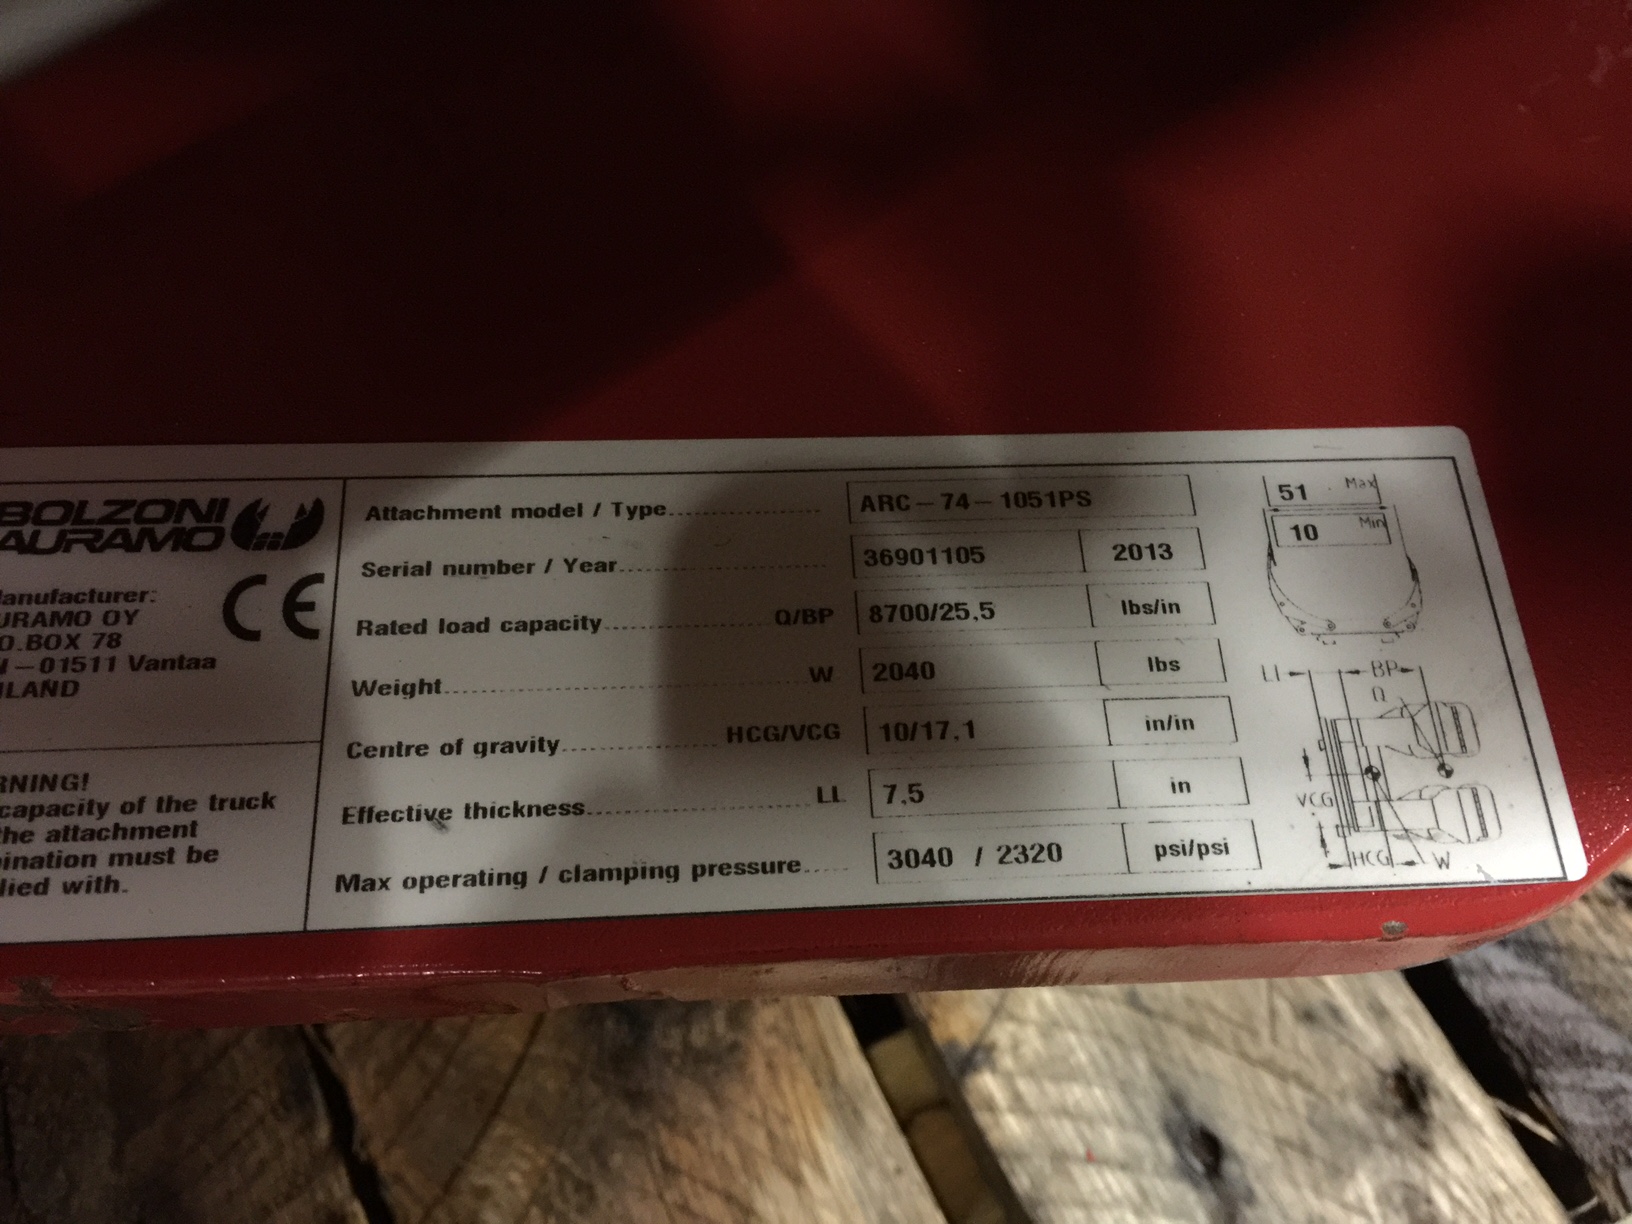 BOLZONI
AURAMO
CE
anufacturer:
URAMO OY
O.BOX 78
-01511 Vantaa
LAND
RNING!
capacity of the truck
he attachment
ination must be
lied with.
Attachment model / Type.................... ARC-74-1051PS
Serial number / Year.................... 36901105 2013
Rated load capacity.................... Q/BP 8700/25,5 lbs/in
Weight.................... W 2040 lbs
Centre of gravity.................... HCG/VCG 10/17,1 in/in
Effective thickness.................... LL 7,5 in
Max operating / clamping pressure..... 3040 / 2320 psi/psi
51 Max
10 Min
LL BP
Q
VCG
HCG W